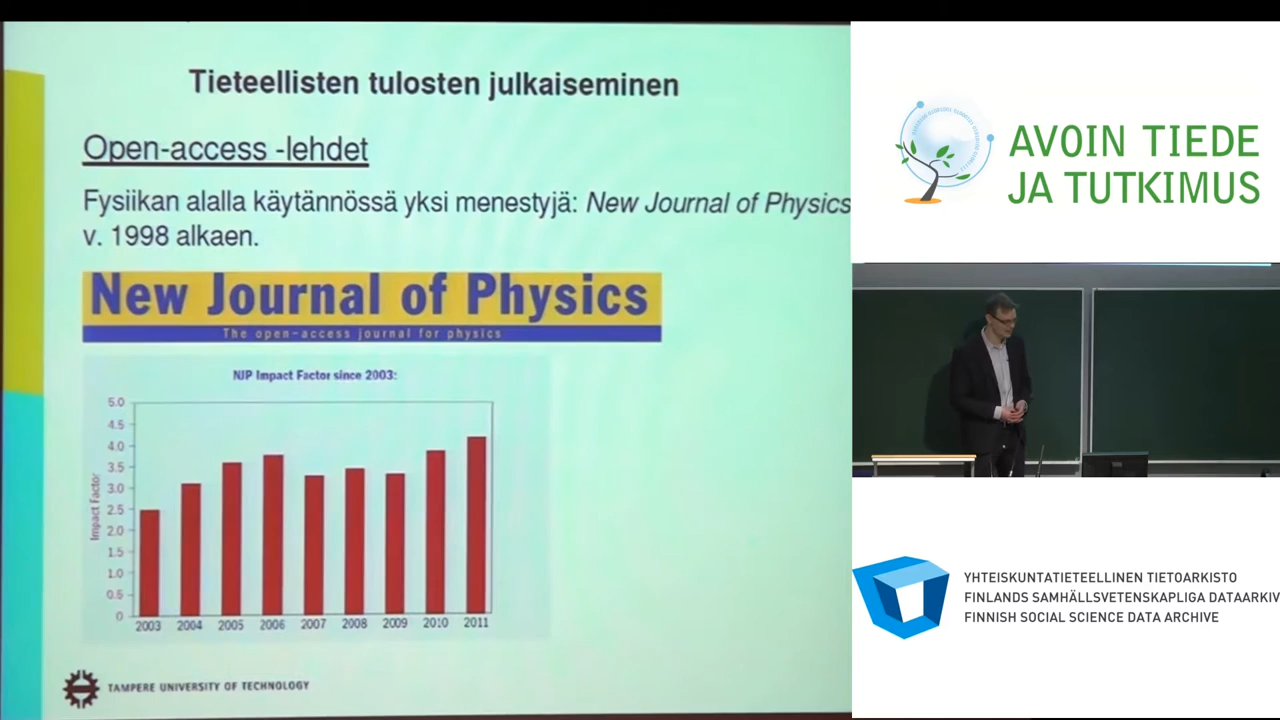 Tieteellisten tulosten julkaiseminen
Open-access -lehdet
Fysiikan alalla käytännössä yksi menestyjä: New Journal of Physics
v. 1998 alkaen.
New Journal of Physics
The open-access journal for physics
NJP Impact Factor since 2003:
Impact Factor
5.0
4.5
4.0
3.5
3.0
2.5
2.0
1.5
1.0
0.5
0
2003 2004 2005 2006 2007 2008 2009 2010 2011
TAMPERE UNIVERSITY OF TECHNOLOGY
AVOIN TIEDE
JA TUTKIMUS
YHTEISKUNTATIETEELLINEN TIETOARKISTO
FINLANDS SAMHÄLLSVETENSKAPLIGA DATAARKIV
FINNISH SOCIAL SCIENCE DATA ARCHIVE